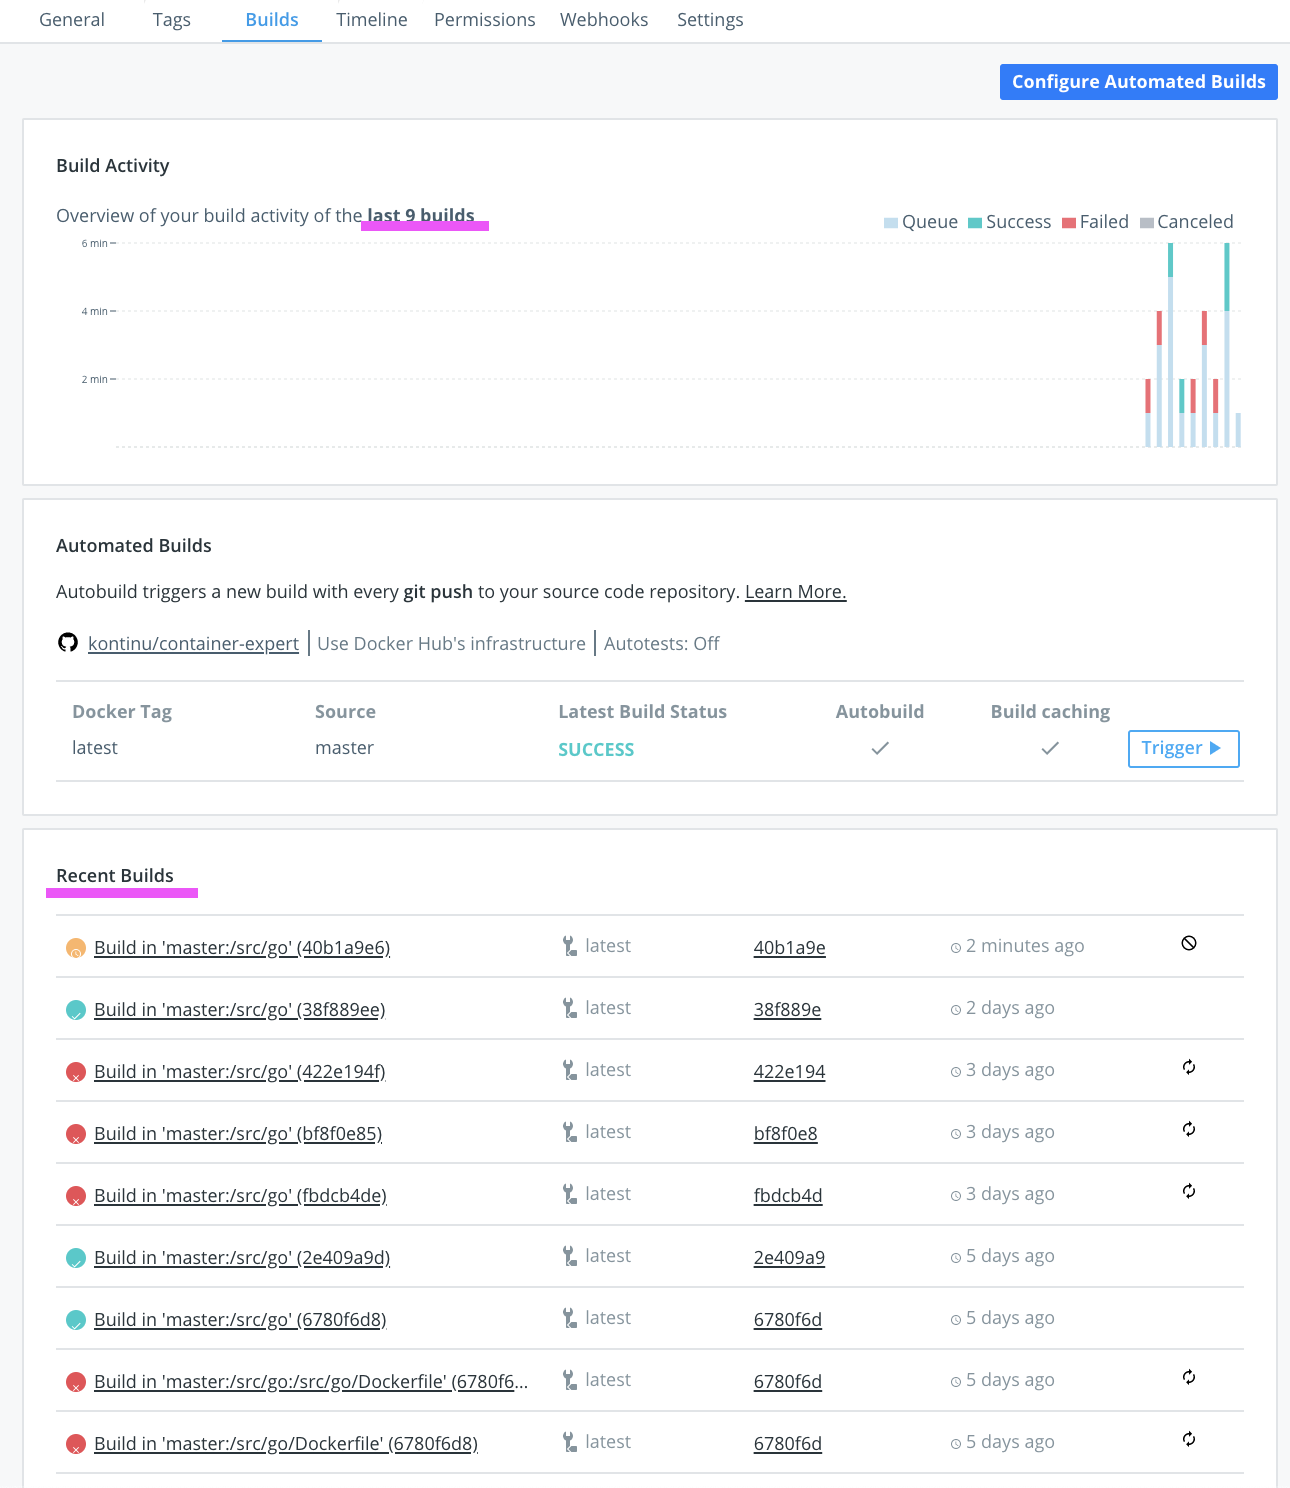 General Tags Builds Timeline Permissions Webhooks Settings
Configure Automated Builds
Build Activity
Overview of your build activity of the last 9 builds
Queue Success Failed Canceled
6 min
4 min
2 min
Automated Builds
Autobuild triggers a new build with every git push to your source code repository. Learn More.
kontinu/container-expert Use Docker Hub's infrastructure Autotests: Off
Docker Tag Source Latest Build Status Autobuild Build caching
latest master SUCCESS Trigger
Recent Builds
Build in 'master:/src/go' (40b1a9e6) latest 40b1a9e 2 minutes ago
Build in 'master:/src/go' (38f889ee) latest 38f889e 2 days ago
Build in 'master:/src/go' (422e194f) latest 422e194 3 days ago
Build in 'master:/src/go' (bf8f0e85) latest bf8f0e8 3 days ago
Build in 'master:/src/go' (fbdcb4de) latest fbdcb4d 3 days ago
Build in 'master:/src/go' (2e409a9d) latest 2e409a9 5 days ago
Build in 'master:/src/go' (6780f6d8) latest 6780f6d 5 days ago
Build in 'master:/src/go:/src/go/Dockerfile' (6780f6... latest 6780f6d 5 days ago
Build in 'master:/src/go/Dockerfile' (6780f6d8) latest 6780f6d 5 days ago